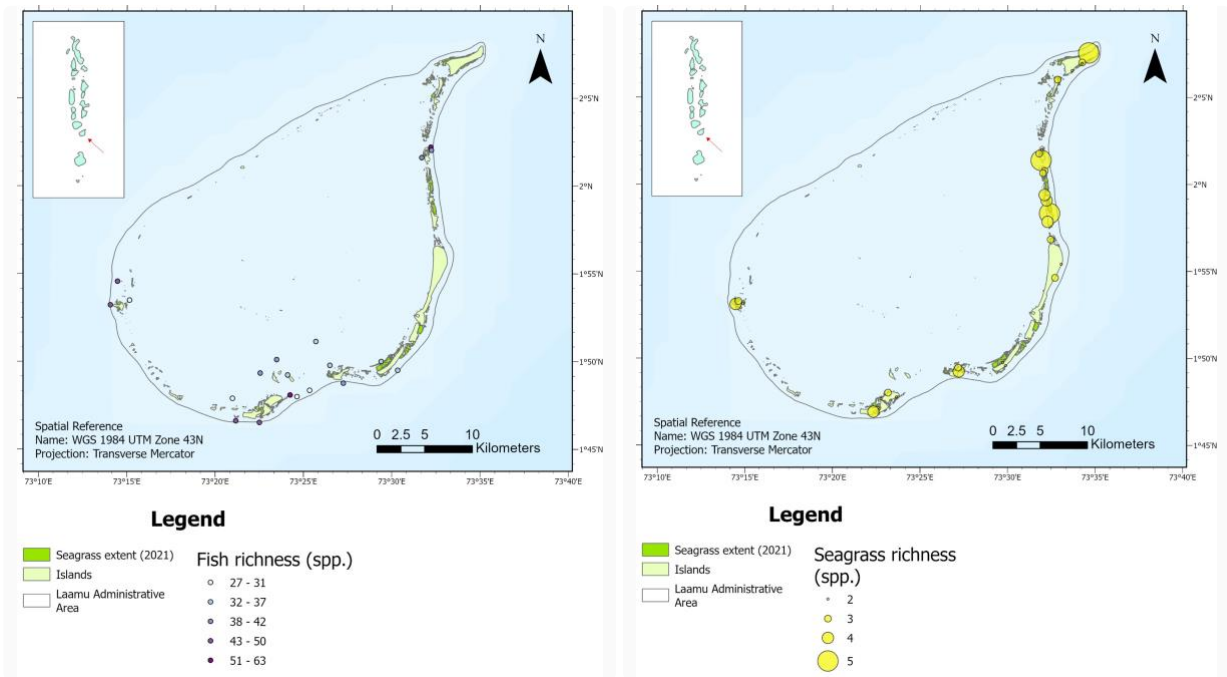 N
2°5'N
2°N
1°55'N
1°50'N
1°45'N
Spatial Reference
Name: WGS 1984 UTM Zone 43N
Projection: Transverse Mercator
0 2.5 5 10
Kilometers
73°10'E 73°15'E 73°20'E 73°25'E 73°30'E 73°35'E 73°40'E
Legend
Seagrass extent (2021)
Islands
Laamu Administrative
Area
Fish richness (spp.)
27 - 31
32 - 37
38 - 42
43 - 50
51 - 63
N
2°5'N
2°N
1°55'N
1°50'N
1°45'N
Spatial Reference
Name: WGS 1984 UTM Zone 43N
Projection: Transverse Mercator
0 2.5 5 10
Kilometers
73°10'E 73°15'E 73°20'E 73°25'E 73°30'E 73°35'E 73°40'E
Legend
Seagrass extent (2021)
Islands
Laamu Administrative
Area
Seagrass richness
(spp.)
2
3
4
5